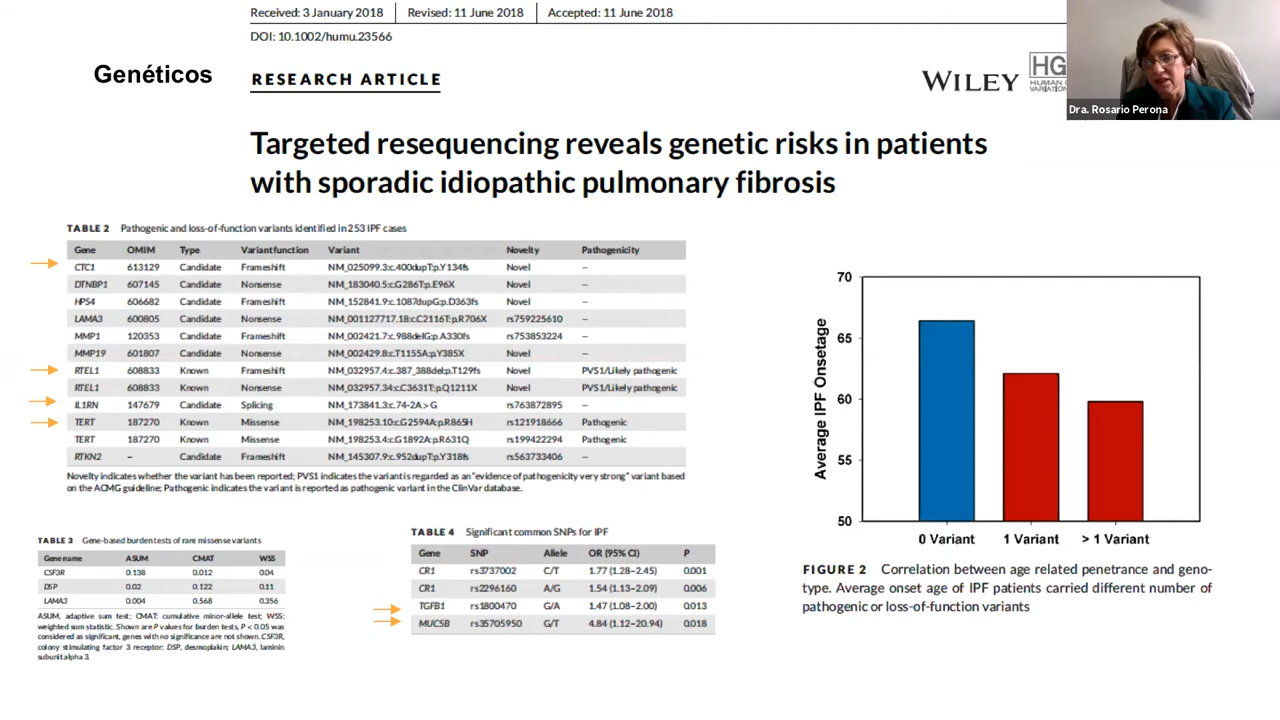 Received: 3 January 2018 | Revised: 11 June 2018 | Accepted: 11 June 2018
DOI: 10.1002/humu.23566
Genéticos
RESEARCH ARTICLE
WILEY
HG
HUMAN
VARIATION
Dra. Rosario Perona
Targeted resequencing reveals genetic risks in patients
with sporadic idiopathic pulmonary fibrosis
TABLE 2 Pathogenic and loss-of-function variants identified in 253 IPF cases
Gene OMIM Type Variant function Variant Novelty Pathogenicity
CTC1 613129 Candidate Frameshift NM_025099.3:c.400dupT:p.Y134fs Novel –
DTNBP1 607145 Candidate Nonsense NM_183040.5:c.G286T:p.E96X Novel –
HPS4 606682 Candidate Frameshift NM_152841.9:c.1087dupG:p.D363fs Novel –
LAMA3 600805 Candidate Nonsense NM_001127717.18:c.C2116T:p.R706X rs759225610 –
MMP1 120353 Candidate Frameshift NM_002421.7:c.988delG:p.A330fs rs753853224 –
MMP19 601807 Candidate Nonsense NM_002429.8:c.T1155A:p.Y385X Novel –
RTEL1 608833 Known Frameshift NM_032957.4:c.387_388del:p.T129fs Novel PVS1/Likely pathogenic
RTEL1 608833 Known Nonsense NM_032957.34:c.C3631T:p.Q1211X Novel PVS1/Likely pathogenic
IL1RN 147679 Candidate Splicing NM_173841.3:c.74-2A>G rs763872895 –
TERT 187270 Known Missense NM_198253.10:c.G2594A:p.R865H rs121918666 Pathogenic
TERT 187270 Known Missense NM_198253.4:c.G1892A:p.R631Q rs199422294 Pathogenic
RTKN2 – Candidate Frameshift NM_145307.9:c.952dupT:p.Y318fs rs563733406 –
Novelty indicates whether the variant has been reported; PVS1 indicates the variant is regarded as an "evidence of pathogenicity very strong" variant based
on the ACMG guideline; Pathogenic indicates the variant is reported as pathogenic variant in the ClinVar database.
TABLE 3 Gene-based burden tests of rare missense variants
Gene name ASUM CMAT WSS
CSF3R 0.138 0.012 0.04
DSP 0.02 0.122 0.11
LAMA3 0.004 0.568 0.356
ASUM, adaptive sum test; CMAT: cumulative minor-allele test; WSS:
weighted sum statistic. Shown are P values for burden tests, P < 0.05 was
considered as significant, genes with no significance are not shown. CSF3R,
colony stimulating factor 3 receptor; DSP, desmoplakin; LAMA3, laminin
subunit alpha 3.
TABLE 4 Significant common SNPs for IPF
Gene SNP Allele OR (95% CI) P
CR1 rs3737002 C/T 1.77 (1.28–2.45) 0.001
CR1 rs2296160 A/G 1.54 (1.13–2.09) 0.006
TGFB1 rs1800470 G/A 1.47 (1.08–2.00) 0.013
MUC5B rs35705950 G/T 4.84 (1.12–20.94) 0.018
Average IPF Onsetage
70
65
60
55
50
0 Variant 1 Variant > 1 Variant
FIGURE 2 Correlation between age related penetrance and geno-
type. Average onset age of IPF patients carried different number of
pathogenic or loss-of-function variants